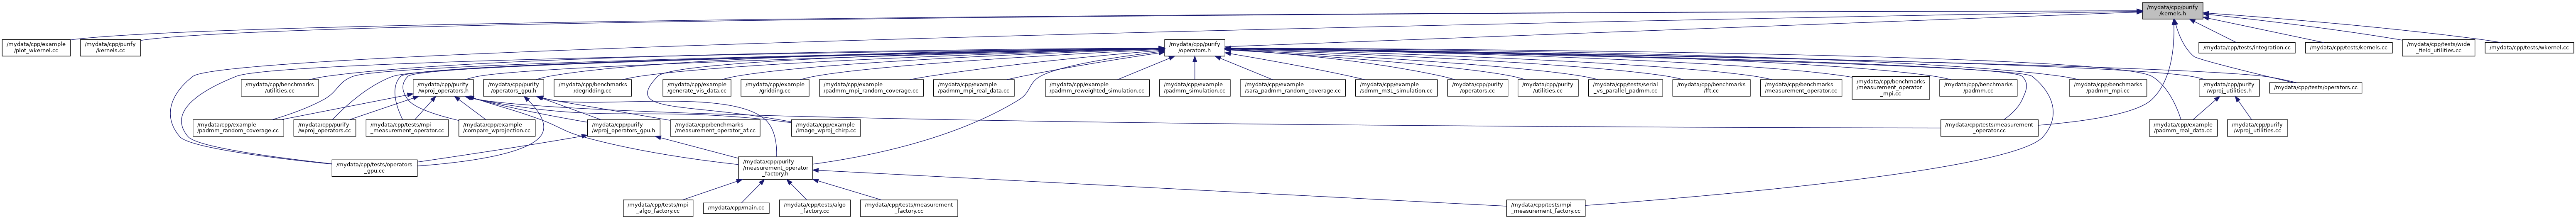 /mydata/cpp/purify
/kernels.h
/mydata/cpp/example
/plot_wkernel.cc
/mydata/cpp/purify
/kernels.cc
/mydata/cpp/purify
/operators.h
/mydata/cpp/tests/integration.cc
/mydata/cpp/tests/kernels.cc
/mydata/cpp/tests/wide
_field_utilities.cc
/mydata/cpp/tests/wkernel.cc
/mydata/cpp/benchmarks
/utilities.cc
/mydata/cpp/purify
/wproj_operators.h
/mydata/cpp/purify
/operators_gpu.h
/mydata/cpp/benchmarks
/degridding.cc
/mydata/cpp/example
/generate_vis_data.cc
/mydata/cpp/example
/gridding.cc
/mydata/cpp/example
/padmm_mpi_random_coverage.cc
/mydata/cpp/example
/padmm_mpi_real_data.cc
/mydata/cpp/example
/padmm_reweighted_simulation.cc
/mydata/cpp/example
/padmm_simulation.cc
/mydata/cpp/example
/sara_padmm_random_coverage.cc
/mydata/cpp/example
/sdmm_m31_simulation.cc
/mydata/cpp/purify
/operators.cc
/mydata/cpp/purify
/utilities.cc
/mydata/cpp/tests/serial
_vs_parallel_padmm.cc
/mydata/cpp/benchmarks
/fft.cc
/mydata/cpp/benchmarks
/measurement_operator.cc
/mydata/cpp/benchmarks
/measurement_operator
_mpi.cc
/mydata/cpp/benchmarks
/padmm.cc
/mydata/cpp/benchmarks
/padmm_mpi.cc
/mydata/cpp/purify
/wproj_utilities.h
/mydata/cpp/tests/operators.cc
/mydata/cpp/example
/padmm_random_coverage.cc
/mydata/cpp/purify
/wproj_operators.cc
/mydata/cpp/tests/mpi
_measurement_operator.cc
/mydata/cpp/example
/compare_wprojection.cc
/mydata/cpp/purify
/wproj_operators_gpu.h
/mydata/cpp/benchmarks
/measurement_operator_af.cc
/mydata/cpp/example
/image_wproj_chirp.cc
/mydata/cpp/tests/measurement
_operator.cc
/mydata/cpp/example
/padmm_real_data.cc
/mydata/cpp/purify
/wproj_utilities.cc
/mydata/cpp/tests/operators
_gpu.cc
/mydata/cpp/purify
/measurement_operator
_factory.h
/mydata/cpp/tests/mpi
_algo_factory.cc
/mydata/cpp/main.cc
/mydata/cpp/tests/algo
_factory.cc
/mydata/cpp/tests/measurement
_factory.cc
/mydata/cpp/tests/mpi
_measurement_factory.cc